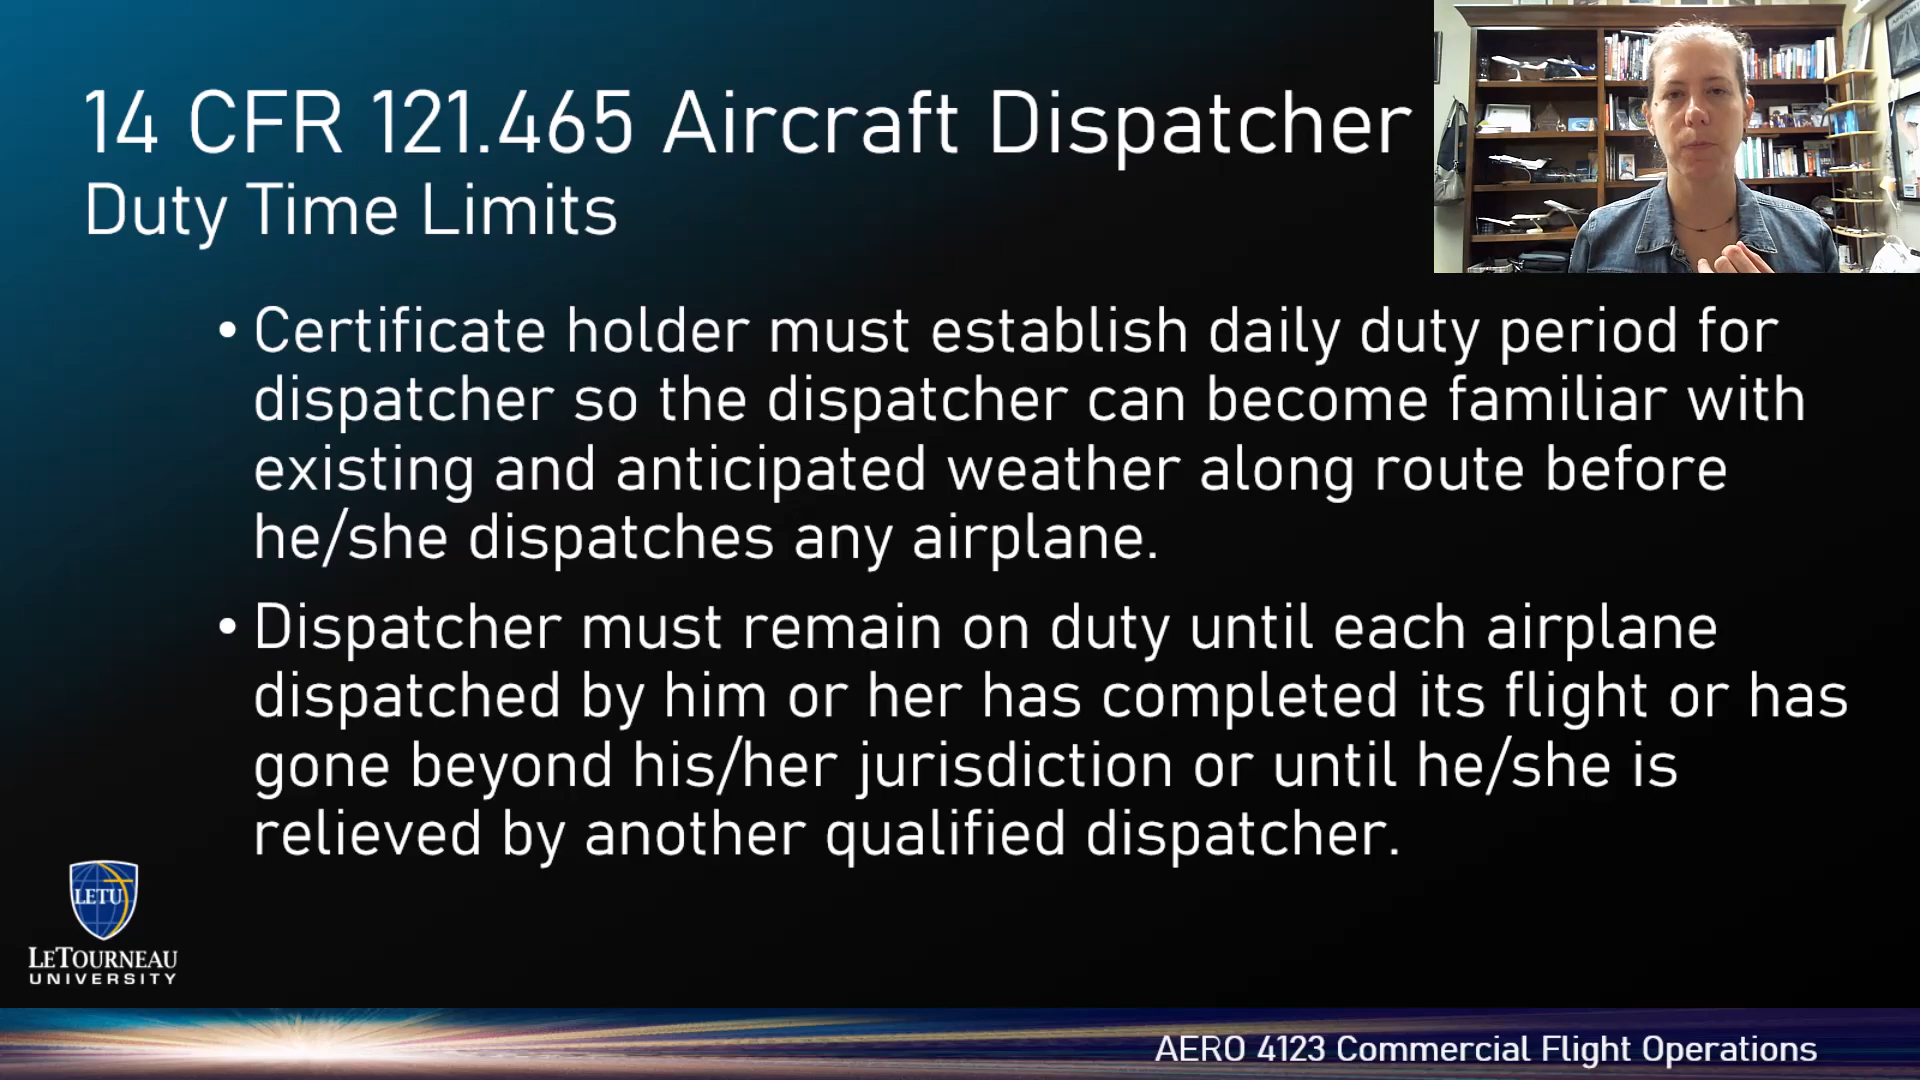 14 CFR 121.465 Aircraft Dispatcher
Duty Time Limits
• Certificate holder must establish daily duty period for
dispatcher so the dispatcher can become familiar with
existing and anticipated weather along route before
he/she dispatches any airplane.
• Dispatcher must remain on duty until each airplane
dispatched by him or her has completed its flight or has
gone beyond his/her jurisdiction or until he/she is
relieved by another qualified dispatcher.
LETU
LETOURNEAU
UNIVERSITY
AERO 4123 Commercial Flight Operations